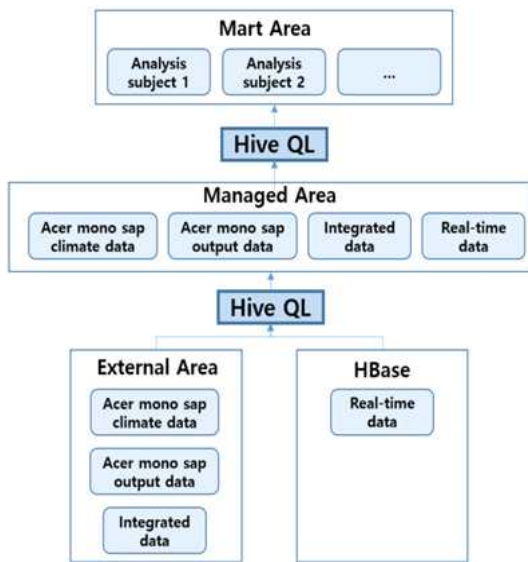 Mart Area
Analysis
subject 1
Analysis
subject 2
...
Hive QL
Managed Area
Acer mono sap
climate data
Acer mono sap
output data
Integrated
data
Real-time
data
Hive QL
External Area
Acer mono sap
climate data
Acer mono sap
output data
Integrated
data
HBase
Real-time
data